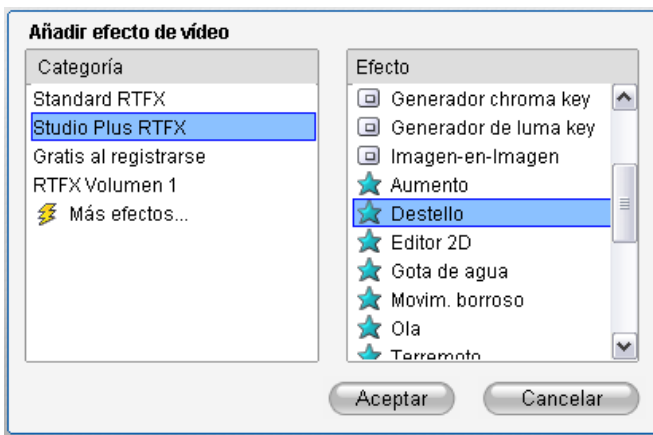 Añadir efecto de vídeo
Categoría
Standard RTFX
Studio Plus RTFX
Gratis al registrarse
RTFX Volumen 1
Más efectos...
Efecto
Generador chroma key
Generador de luma key
Imagen-en-Imagen
Aumento
Destello
Editor 2D
Gota de agua
Movim. borroso
Ola
Terremoto
Aceptar
Cancelar